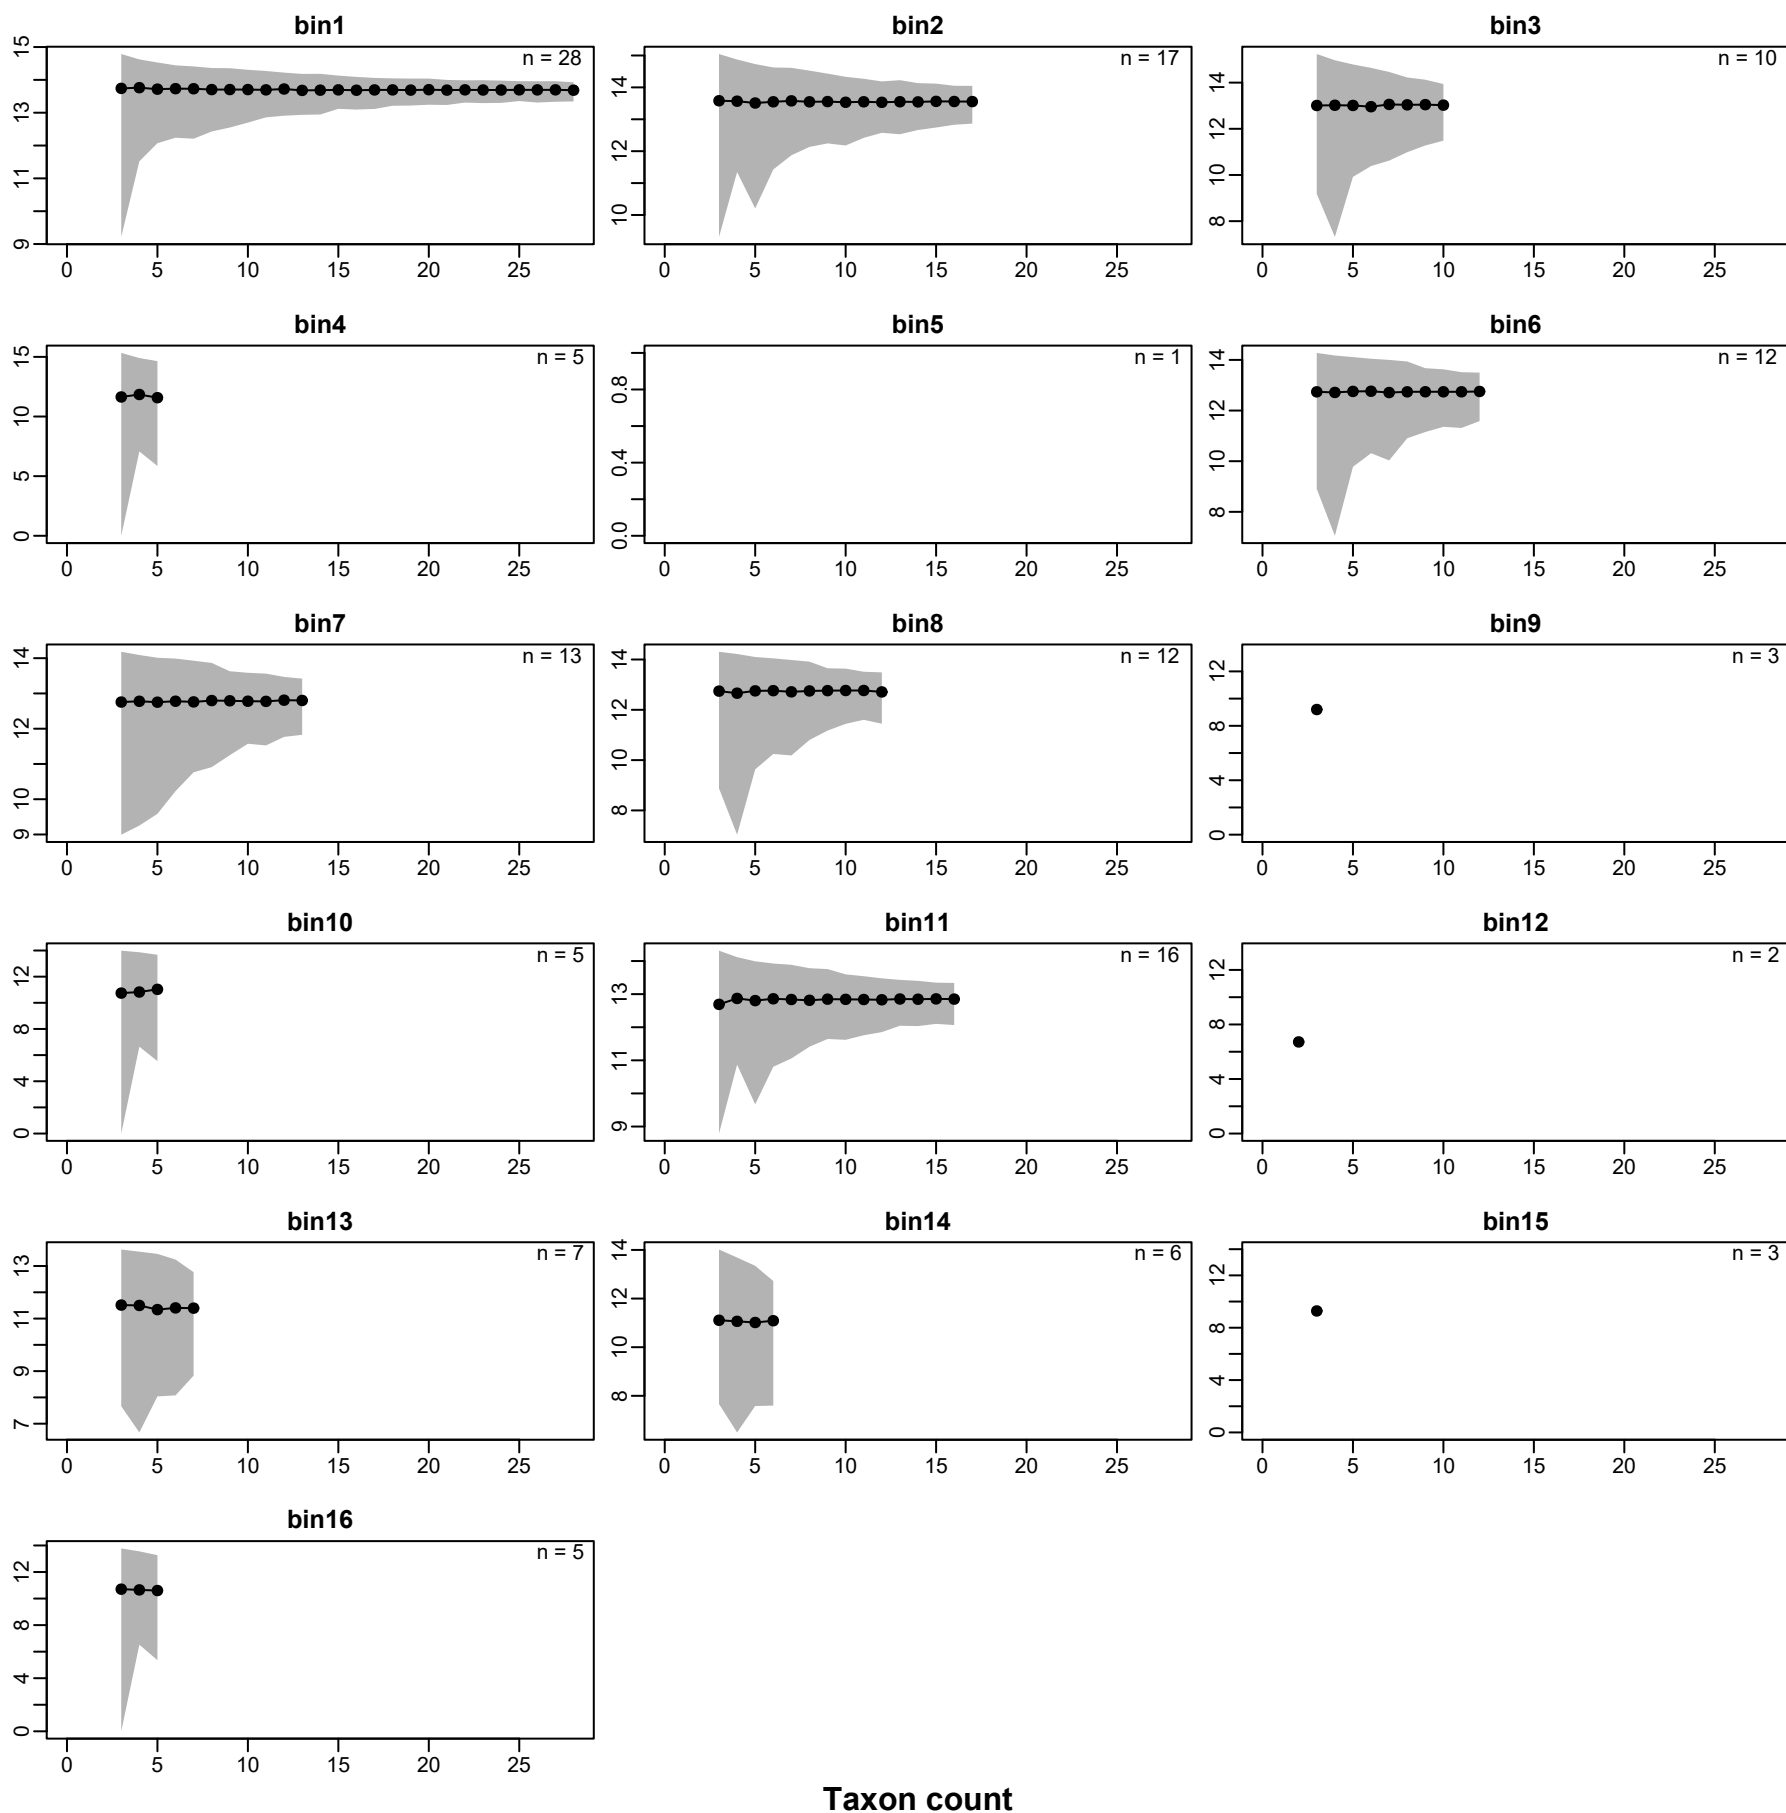 bin1
n = 28
9 11 13 15
0 5 10 15 20 25
bin2
n = 17
10 12 14
0 5 10 15 20 25
bin3
n = 10
8 10 12 14
0 5 10 15 20 25
bin4
n = 5
0 5 10 15
0 5 10 15 20 25
bin5
n = 1
0.0 0.4 0.8
0 5 10 15 20 25
bin6
n = 12
8 10 12 14
0 5 10 15 20 25
bin7
n = 13
9 10 12 14
0 5 10 15 20 25
bin8
n = 12
8 10 12 14
0 5 10 15 20 25
bin9
n = 3
0 4 8 12
0 5 10 15 20 25
bin10
n = 5
0 4 8 12
0 5 10 15 20 25
bin11
n = 16
9 11 13
0 5 10 15 20 25
bin12
n = 2
0 4 8 12
0 5 10 15 20 25
bin13
n = 7
7 9 11 13
0 5 10 15 20 25
bin14
n = 6
8 10 12 14
0 5 10 15 20 25
bin15
n = 3
0 4 8 12
0 5 10 15 20 25
bin16
n = 5
0 4 8 12
0 5 10 15 20 25
Taxon count